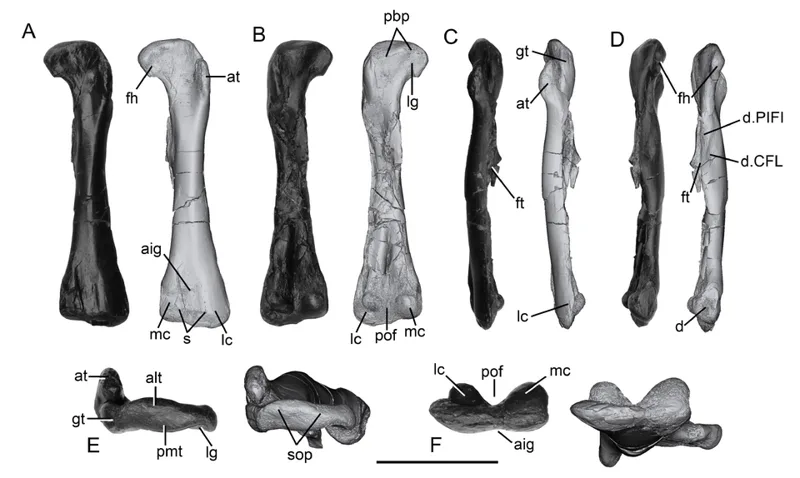 A
B
pbp
C
D
gt
at
at
fh
lg
fh
d.PIFI
d.CFL
ft
ft
aig
lc
d
mc
s
lc
lc
pof
mc
at
alt
lc
pof
mc
gt
E
pmt
lg
sop
F
aig